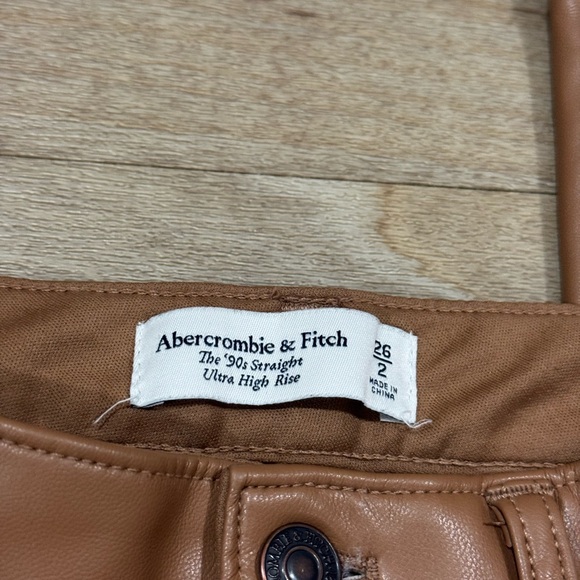 Abercrombie & Fitch
The '90s Straight
Ultra High Rise
26
2
MADE IN
CHINA